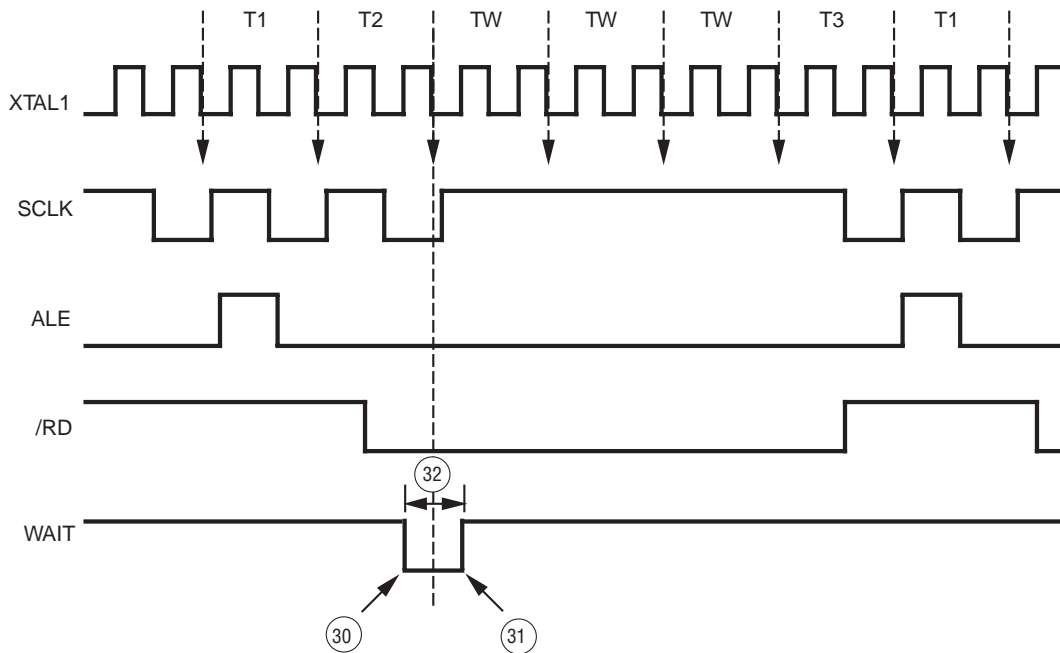 T1 T2 TW TW TW T3 T1
XTAL1
SCLK
ALE
/RD
32
WAIT
30 31